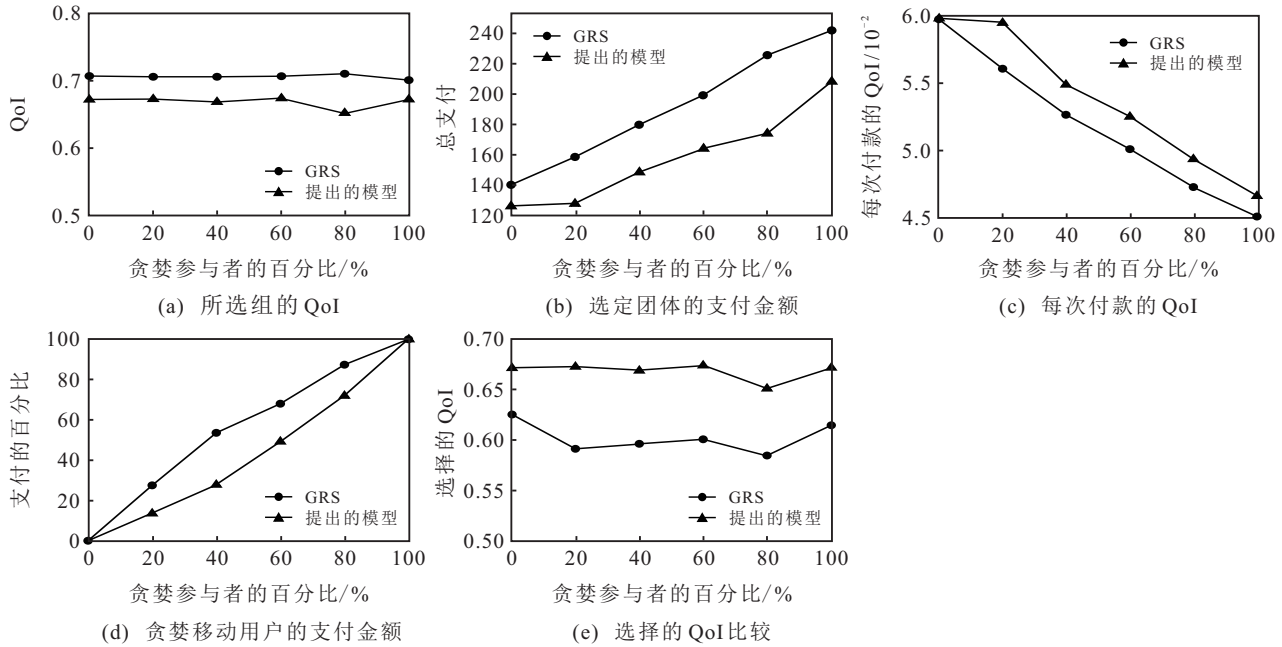 0.8
0.7
0.6
0.5
QoI
GRS
提出的模型
0 20 40 60 80 100
贪婪参与者的百分比/%
(a) 所选组的QoI
240
220
200
180
160
140
120
总支付
GRS
提出的模型
0 20 40 60 80 100
贪婪参与者的百分比/%
(b) 选定团体的支付金额
6.0
5.5
5.0
4.5
每次付款的QoI/10⁻²
GRS
提出的模型
0 20 40 60 80 100
贪婪参与者的百分比/%
(c) 每次付款的QoI
100
80
60
40
20
0
支付的百分比
GRS
提出的模型
0 20 40 60 80 100
贪婪参与者的百分比/%
(d) 贪婪移动用户的支付金额
0.70
0.65
0.60
0.55
0.50
选择的QoI
GRS
提出的模型
0 20 40 60 80 100
贪婪参与者的百分比/%
(e) 选择的QoI比较